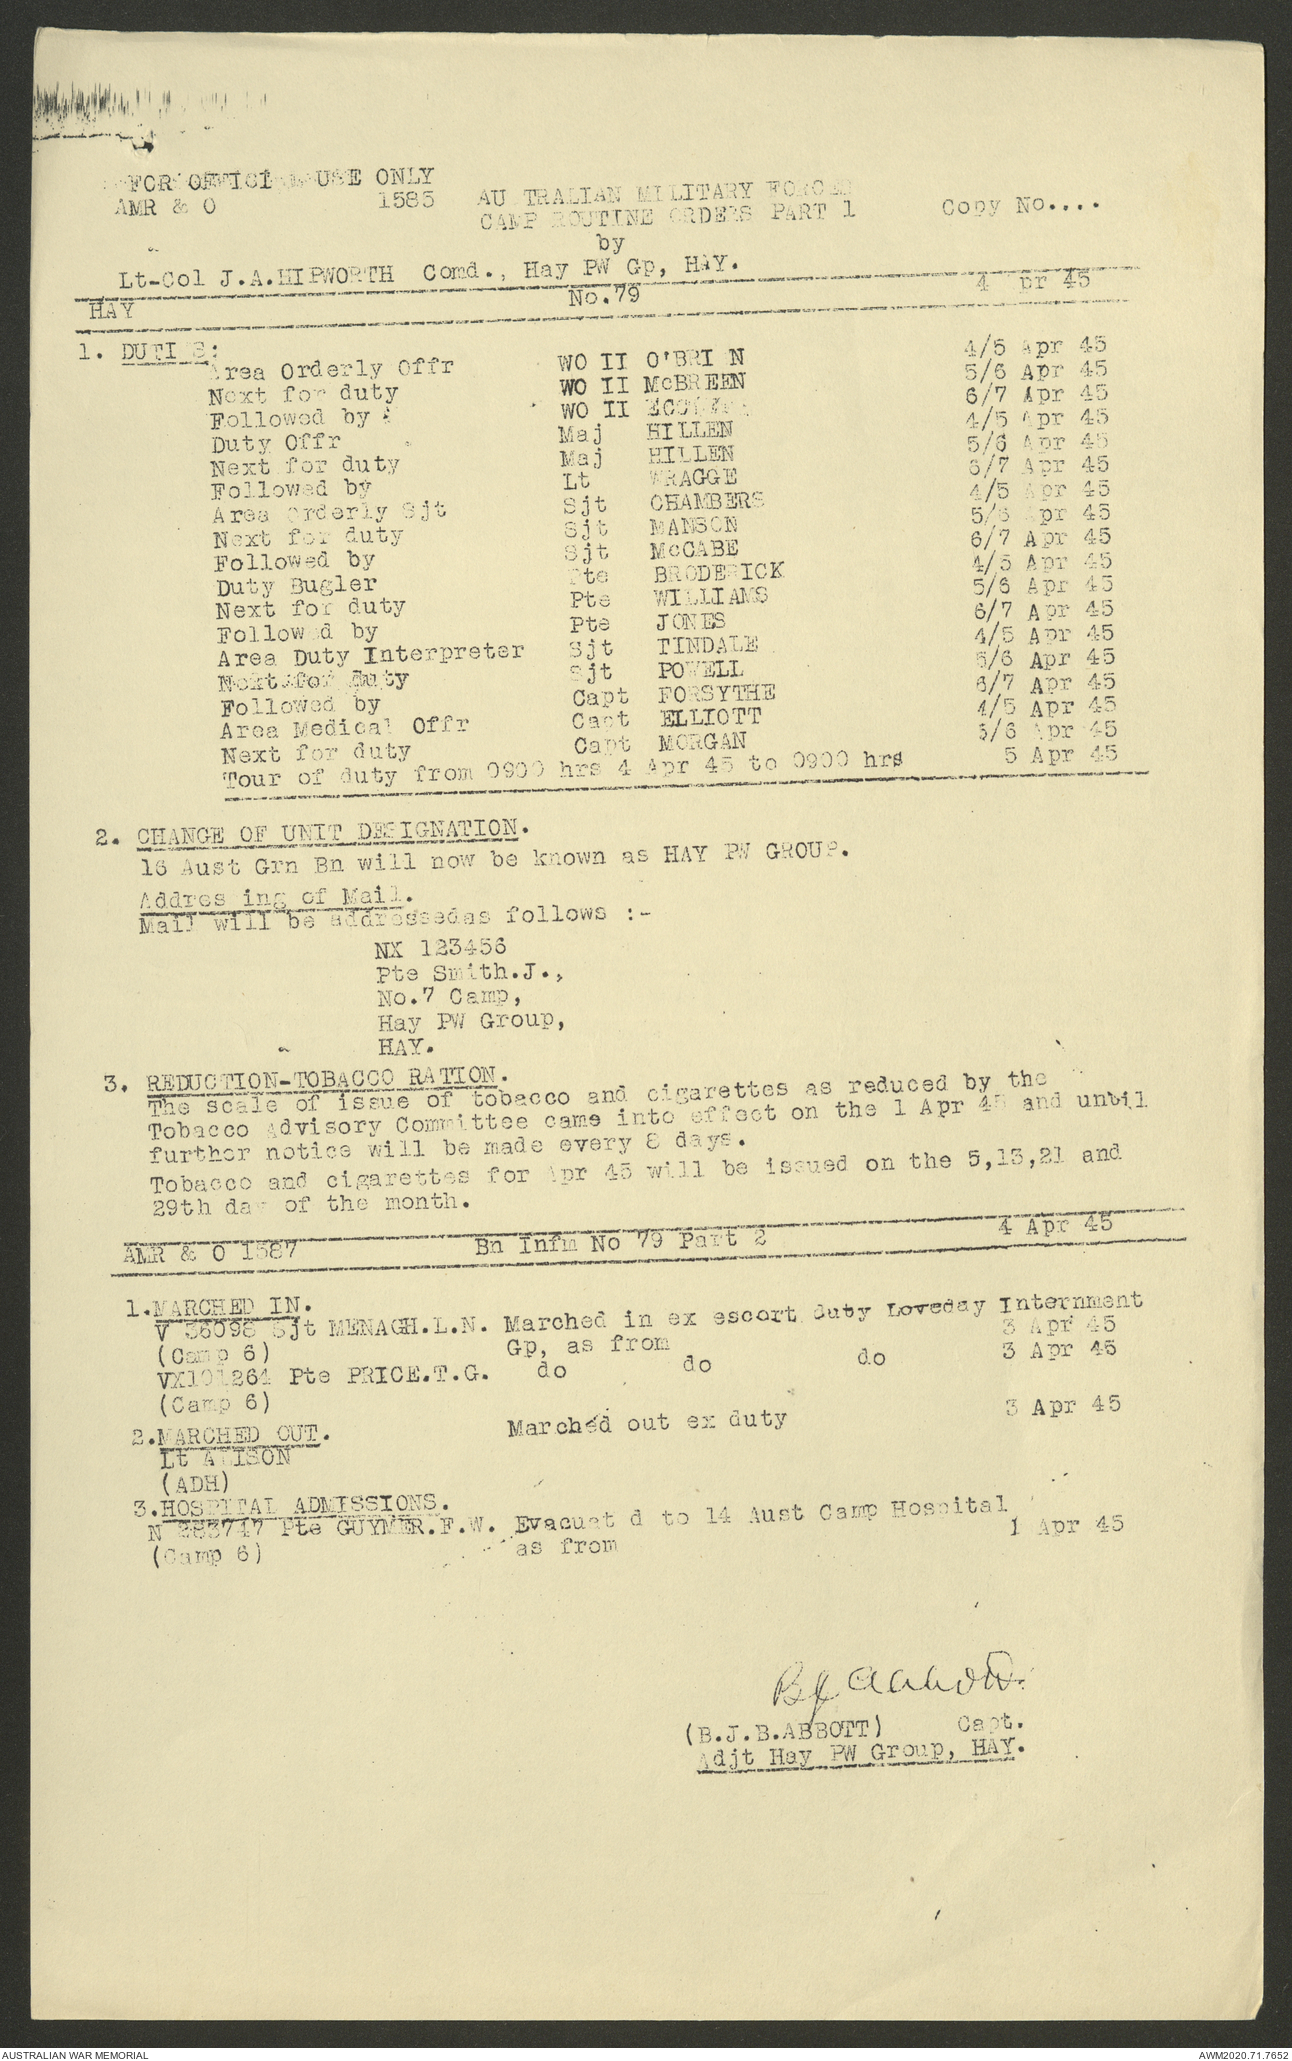 FOR OFFICIAL USE ONLY
AMR & O 1585 AUSTRALIAN MILITARY FORCES
CAMP ROUTINE ORDERS PART 1 Copy No....
by
Lt-Col J.A.HIPWORTH Comd., Hay PW Gp, HAY.
HAY No.79 4 Apr 45
1. DUTIES:
Area Orderly Offr WO II O'BRIEN 4/5 Apr 45
Next for duty WO II McBREEN 5/6 Apr 45
Followed by WO II 6/7 Apr 45
Duty Offr Maj HILLEN 4/5 Apr 45
Next for duty Maj HILLEN 5/6 Apr 45
Followed by Lt WRAGGE 6/7 Apr 45
Area Orderly Sjt Sjt CHAMBERS 4/5 Apr 45
Next for duty Sjt MANSON 5/6 Apr 45
Followed by Sjt McCABE 6/7 Apr 45
Duty Bugler Pte BRODERICK 4/5 Apr 45
Next for duty Pte WILLIAMS 5/6 Apr 45
Followed by Pte JONES 6/7 Apr 45
Area Duty Interpreter Sjt TINDALE 4/5 Apr 45
Next for duty Sjt POWELL 5/6 Apr 45
Followed by Capt FORSYTHE 6/7 Apr 45
Area Medical Offr Capt ELLIOTT 4/5 Apr 45
Next for duty Capt MORGAN 5/6 Apr 45
Tour of duty from 0900 hrs 4 Apr 45 to 0900 hrs 5 Apr 45
2. CHANGE OF UNIT DESIGNATION.
16 Aust Grn Bn will now be known as HAY PW GROUP.
Addressing of Mail.
Mail will be addressedas follows :-
NX 123456
Pte Smith.J.,
No.7 Camp,
Hay PW Group,
HAY.
3. REDUCTION-TOBACCO RATION.
The scale of issue of tobacco and cigarettes as reduced by the
Tobacco Advisory Committee came into effect on the 1 Apr 45 and until
further notice will be made every 8 days.
Tobacco and cigarettes for Apr 45 will be issued on the 5,13,21 and
29th day of the month.
AMR & O 1587 Bn Infm No 79 Part 2 4 Apr 45
1.MARCHED IN.
V 36098 Sjt MENAGH.L.N. Marched in ex escort duty Loveday Internment
(Camp 6) Gp, as from 3 Apr 45
VX101261 Pte PRICE.T.G. do do do 3 Apr 45
(Camp 6)
2.MARCHED OUT. Marched out ex duty 3 Apr 45
Lt ALISON
(ADH)
3.HOSPITAL ADMISSIONS.
N 283747 Pte GUYMER.F.W. Evacuated to 14 Aust Camp Hospital
(Camp 6) as from 1 Apr 45
BJ Abbott.
(B.J.B.ABBOTT) Capt.
Adjt Hay PW Group, HAY.
AUSTRALIAN WAR MEMORIAL AWM2020.71.7652